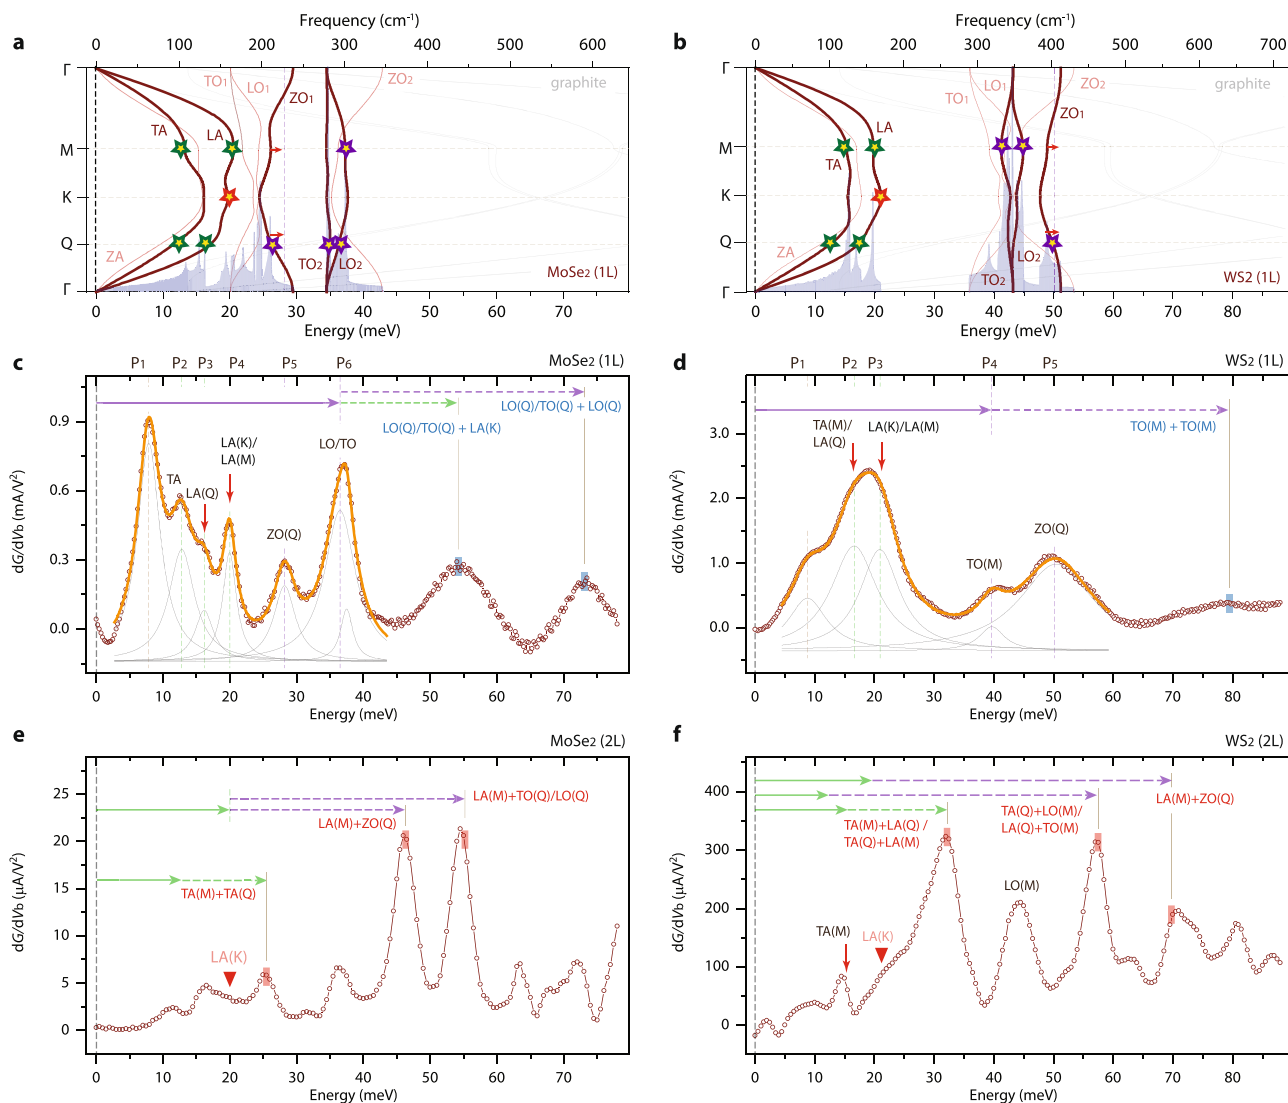 a
Frequency (cm-1)
0 100 200 300 400 500 600
Γ
M
K
Q
Γ
TO1
LO1
ZO1
ZO2
graphite
TA
LA
ZA
TO2
LO2
MoSe2 (1L)
0 10 20 30 40 50 60 70
Energy (meV)
b
Frequency (cm-1)
0 100 200 300 400 500 600 700
Γ
M
K
Q
Γ
TO1
LO1
ZO2
graphite
ZO1
LA
TA
ZA
LO2
TO2
WS2 (1L)
0 10 20 30 40 50 60 70 80
Energy (meV)
c
P1 P2 P3 P4 P5 P6
MoSe2 (1L)
LO(Q)/TO(Q) + LO(Q)
LO(Q)/TO(Q) + LA(K)
LA(K)/
LA(M)
LO/TO
TA
LA(Q)
ZO(Q)
dG/dVb (mA/V2)
0.9
0.6
0.3
0.0
0 10 20 30 40 50 60 70
Energy (meV)
d
P1 P2 P3 P4 P5
WS2 (1L)
TA(M)/
LA(Q)
LA(K)/LA(M)
TO(M) + TO(M)
ZO(Q)
TO(M)
dG/dVb (mA/V2)
3.0
2.0
1.0
0.0
0 10 20 30 40 50 60 70 80
Energy (meV)
e
MoSe2 (2L)
LA(M)+TO(Q)/LO(Q)
LA(M)+ZO(Q)
TA(M)+TA(Q)
LA(K)
dG/dVb (μA/V2)
25
20
15
10
5
0
0 10 20 30 40 50 60 70
Energy (meV)
f
WS2 (2L)
LA(M)+ZO(Q)
TA(Q)+LO(M)/
LA(Q)+TO(M)
TA(M)+LA(Q) /
TA(Q)+LA(M)
LO(M)
TA(M)
LA(K)
dG/dVb (μA/V2)
400
300
200
100
0
0 10 20 30 40 50 60 70 80
Energy (meV)